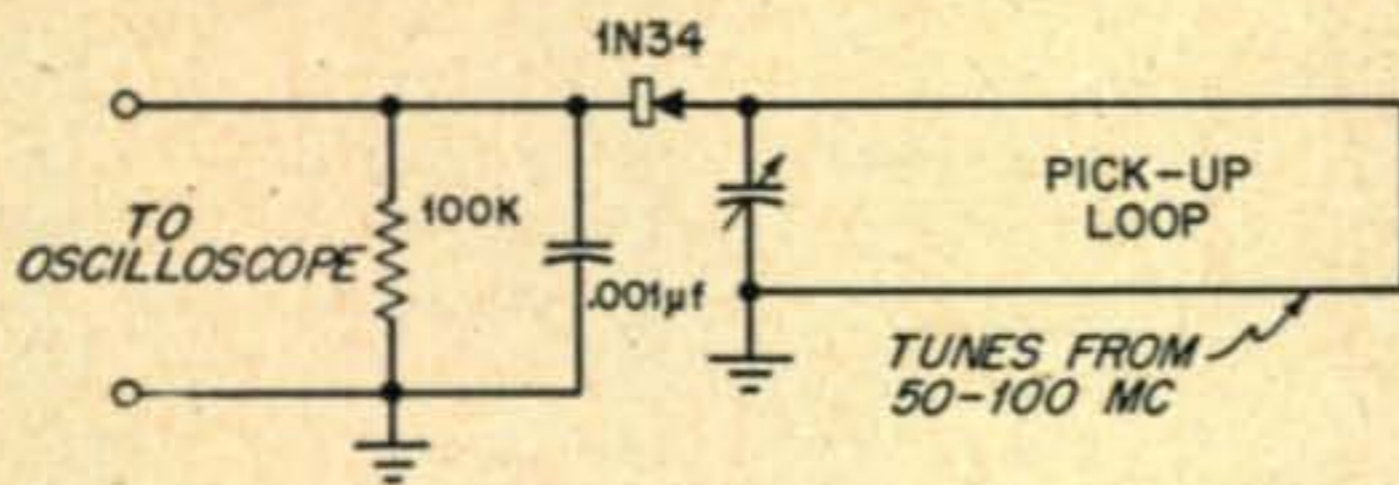 1N34
TO
OSCILLOSCOPE
100K
.001µf
PICK-UP
LOOP
TUNES FROM
50-100 MC